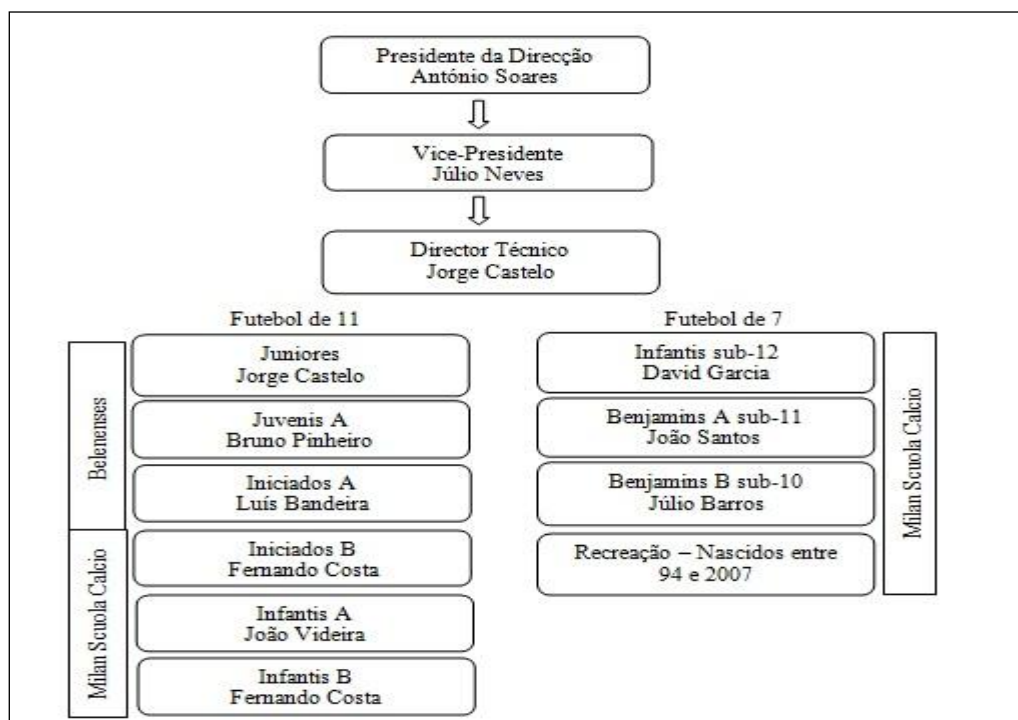 Presidente da Direcção
António Soares
Vice-Presidente
Júlio Neves
Director Técnico
Jorge Castelo
Futebol de 11
Belenenses
Juniores
Jorge Castelo
Juvenis A
Bruno Pinheiro
Iniciados A
Luís Bandeira
Milan Scuola Calcio
Iniciados B
Fernando Costa
Infantis A
João Videira
Infantis B
Fernando Costa
Futebol de 7
Infantis sub-12
David Garcia
Benjamins A sub-11
João Santos
Benjamins B sub-10
Júlio Barros
Recreação – Nascidos entre
94 e 2007
Milan Scuola Calcio